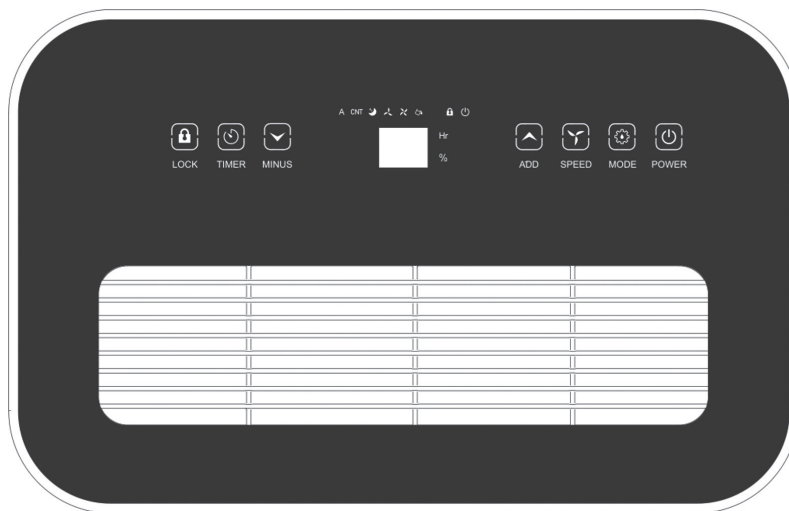 A CNT
Hr
%
LOCK TIMER MINUS
ADD SPEED MODE POWER